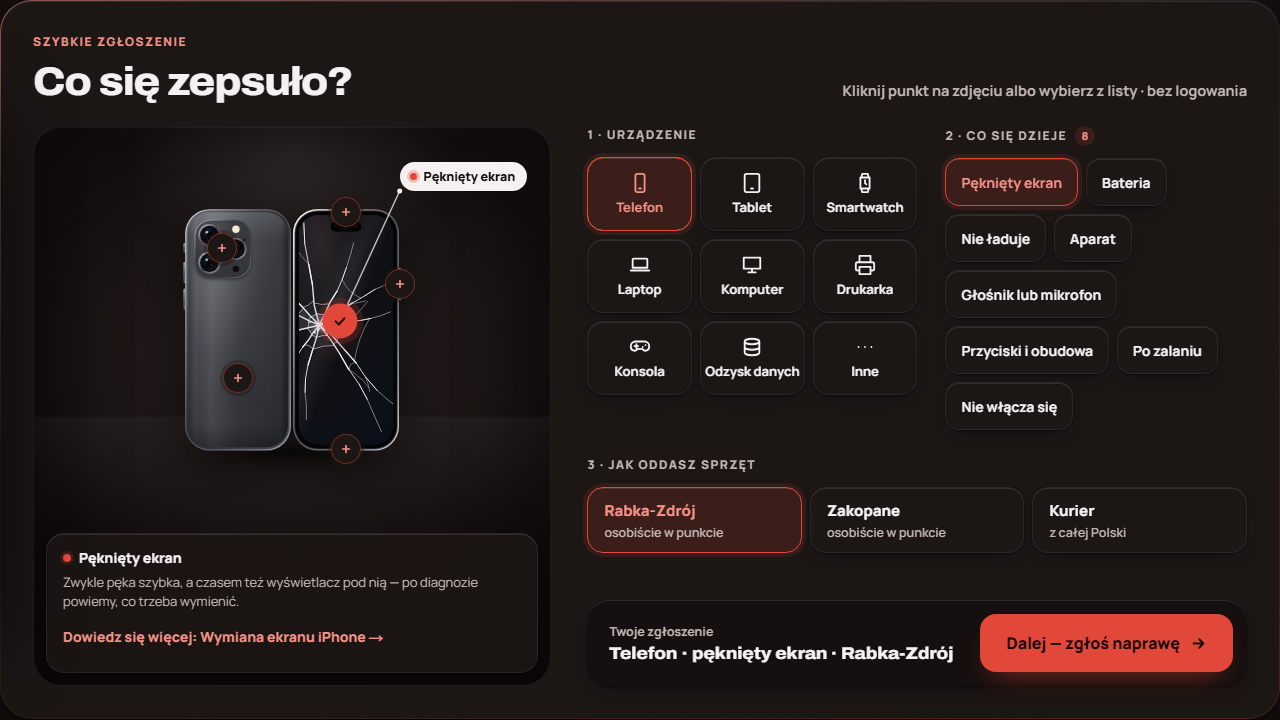 SZYBKIE ZGŁOSZENIE
Co się zepsuło?
Kliknij punkt na zdjęciu albo wybierz z listy · bez logowania
Pęknięty ekran
Pęknięty ekran
Zwykle pęka szybka, a czasem też wyświetlacz pod nią — po diagnozie
powiemy, co trzeba wymienić.
Dowiedz się więcej: Wymiana ekranu iPhone →
1 · URZĄDZENIE
Telefon
Tablet
Smartwatch
Laptop
Komputer
Drukarka
Konsola
Odzysk danych
Inne
2 · CO SIĘ DZIEJE 8
Pęknięty ekran
Bateria
Nie ładuje
Aparat
Głośnik lub mikrofon
Przyciski i obudowa
Po zalaniu
Nie włącza się
3 · JAK ODDASZ SPRZĘT
Rabka-Zdrój
osobiście w punkcie
Zakopane
osobiście w punkcie
Kurier
z całej Polski
Twoje zgłoszenie
Telefon · pęknięty ekran · Rabka-Zdrój
Dalej — zgłoś naprawę →